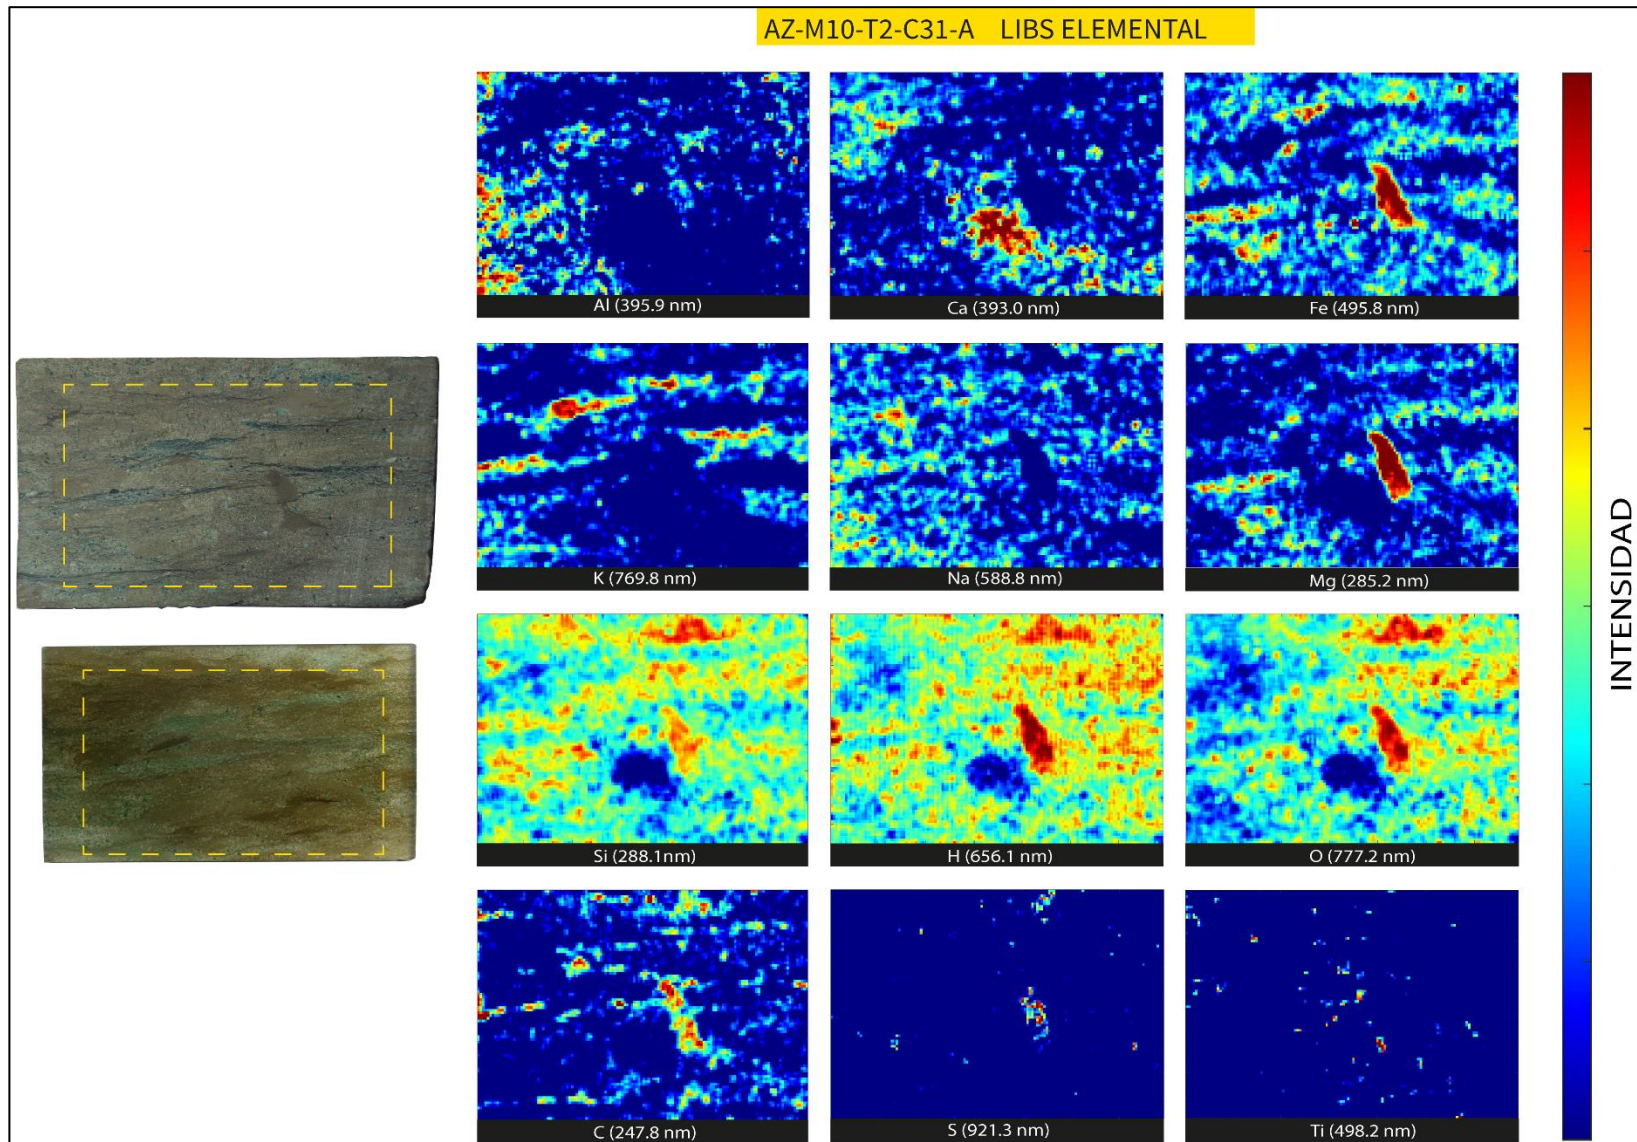 AZ-M10-T2-C31-A LIBS ELEMENTAL
Al (395.9 nm)
Ca (393.0 nm)
Fe (495.8 nm)
K (769.8 nm)
Na (588.8 nm)
Mg (285.2 nm)
Si (288.1nm)
H (656.1 nm)
O (777.2 nm)
C (247.8 nm)
S (921.3 nm)
Ti (498.2 nm)
INTENSIDAD